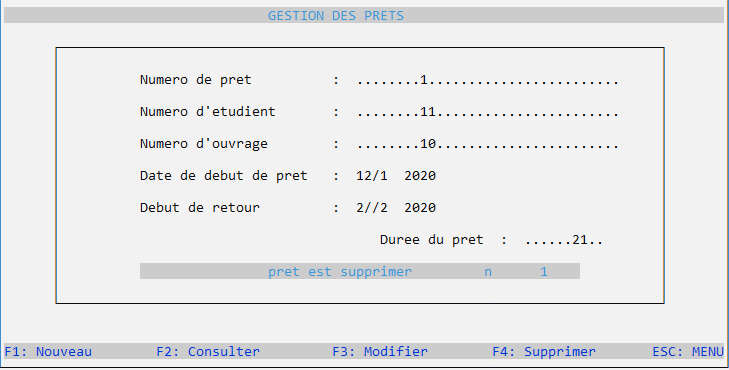 GESTION DES PRETS
Numero de pret : ........1........................
Numero d'etudient : ........11.......................
Numero d'ouvrage : ........10.......................
Date de debut de pret : 12/1 2020
Debut de retour : 2//2 2020
Duree du pret : ......21..
pret est supprimer n 1
F1: Nouveau F2: Consulter F3: Modifier F4: Supprimer ESC: MENU